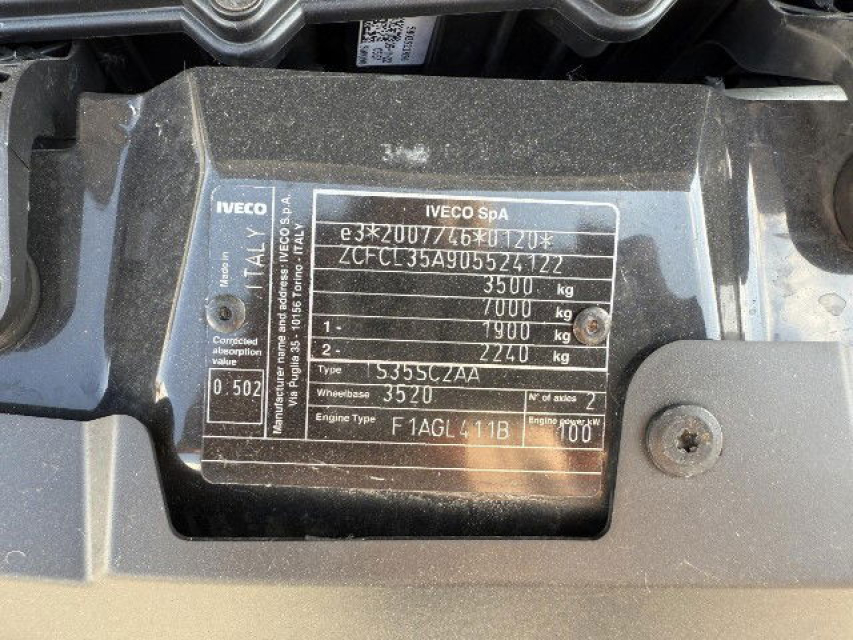 IVECO
Made in
ITALY
Corrected
absorption
value
0.502
Manufacturer name and address: IVECO S.p.A.
Via Puglia 35 - 10156 Torino - ITALY
IVECO SpA
e3*2007/46*0120*
ZCFCL35A905524122
3500 kg
7000 kg
1- 1900 kg
2- 2240 kg
Type IS35SC2AA
Wheelbase 3520 N° of axles 2
Engine Type F1AGL411B Engine power kW 100